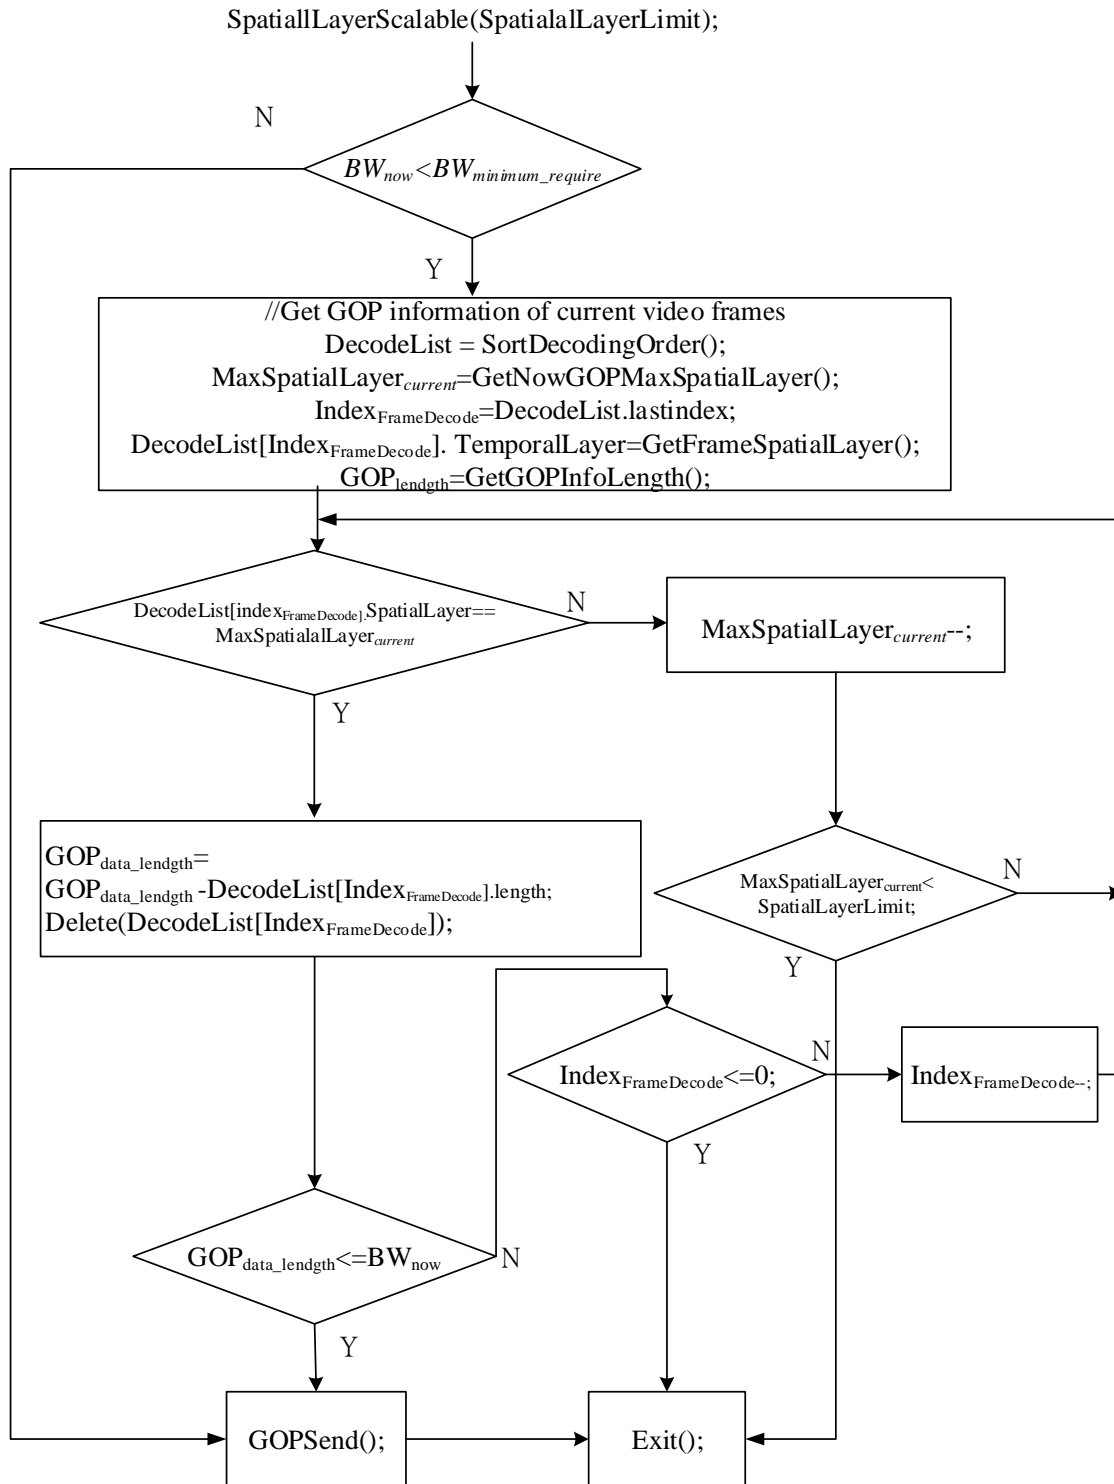 SpatiallLayerScalable(SpatialalLayerLimit);
N
BWnow<BWminimum_require
Y
//Get GOP information of current video frames
DecodeList = SortDecodingOrder();
MaxSpatialLayercurrent=GetNowGOPMaxSpatialLayer();
IndexFrameDecode=DecodeList.lastindex;
DecodeList[IndexFrameDecode]. TemporalLayer=GetFrameSpatialLayer();
GOPlendgth=GetGOPInfoLength();
DecodeList[indexFrameDecode].SpatialLayer==
MaxSpatialalLayercurrent
N
MaxSpatialLayercurrent--;
Y
GOPdata_lendgth=
GOPdata_lendgth -DecodeList[IndexFrameDecode].length;
Delete(DecodeList[IndexFrameDecode]);
MaxSpatialLayercurrent<
SpatialLayerLimit;
N
Y
IndexFrameDecode<=0;
N
IndexFrameDecode--;
Y
GOPdata_lendgth<=BWnow
N
Y
GOPSend();
Exit();